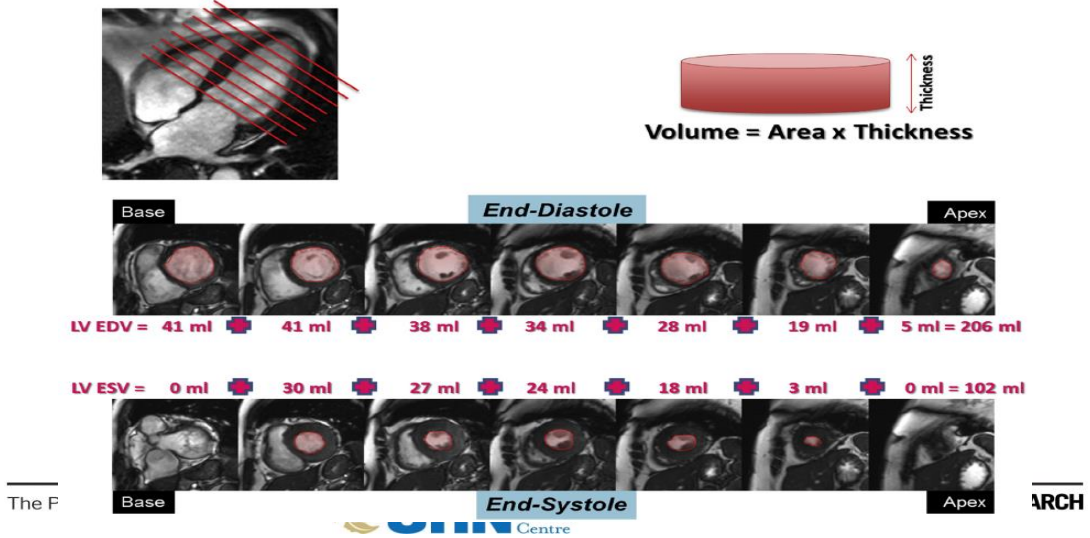 Thickness
Volume = Area x Thickness
Base
End-Diastole
Apex
LV EDV = 41 ml + 41 ml + 38 ml + 34 ml + 28 ml + 19 ml + 5 ml = 206 ml
LV ESV = 0 ml + 30 ml + 27 ml + 24 ml + 18 ml + 3 ml + 0 ml = 102 ml
Base
End-Systole
Apex
The P
ARCH
Centre